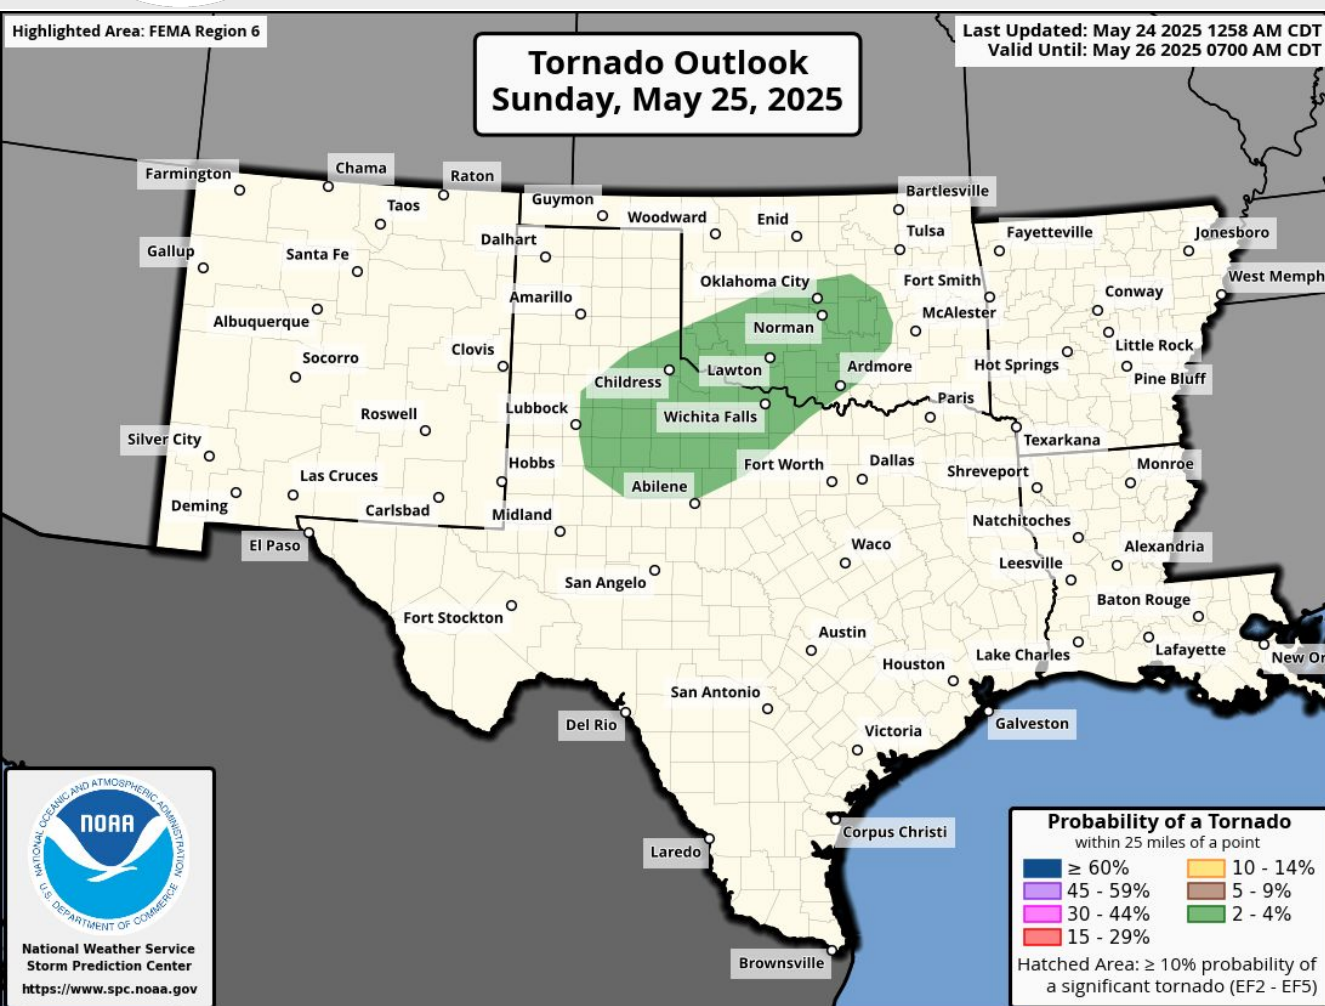 Highlighted Area: FEMA Region 6
Last Updated: May 24 2025 1258 AM CDT
Valid Until: May 26 2025 0700 AM CDT
Tornado Outlook
Sunday, May 25, 2025
Farmington
Chama
Raton
Taos
Guymon
Woodward
Enid
Bartlesville
Tulsa
Fayetteville
Jonesboro
Gallup
Santa Fe
Dalhart
Oklahoma City
Fort Smith
West Memph
Amarillo
Conway
Albuquerque
Norman
McAlester
Little Rock
Socorro
Clovis
Childress
Lawton
Ardmore
Hot Springs
Pine Bluff
Roswell
Lubbock
Wichita Falls
Paris
Silver City
Texarkana
Las Cruces
Hobbs
Abilene
Fort Worth
Dallas
Shreveport
Monroe
Deming
Carlsbad
Midland
Natchitoches
El Paso
Waco
Leesville
Alexandria
San Angelo
Baton Rouge
Fort Stockton
Austin
Lake Charles
Lafayette
New Or
Houston
San Antonio
Del Rio
Galveston
Victoria
Corpus Christi
Laredo
Brownsville
NATIONAL OCEANIC AND ATMOSPHERIC ADMINISTRATION
NOAA
U.S. DEPARTMENT OF COMMERCE
National Weather Service
Storm Prediction Center
https://www.spc.noaa.gov
Probability of a Tornado
within 25 miles of a point
≥ 60%
45 - 59%
30 - 44%
15 - 29%
10 - 14%
5 - 9%
2 - 4%
Hatched Area: ≥ 10% probability of
a significant tornado (EF2 - EF5)